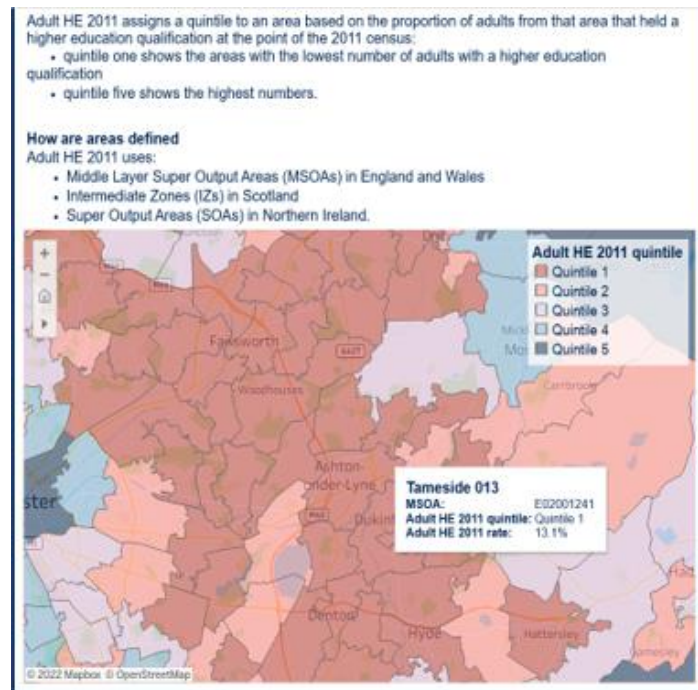 Adult HE 2011 assigns a quintile to an area based on the proportion of adults from that area that held a
higher education qualification at the point of the 2011 census:
• quintile one shows the areas with the lowest number of adults with a higher education
qualification
• quintile five shows the highest numbers.
How are areas defined
Adult HE 2011 uses:
• Middle Layer Super Output Areas (MSOAs) in England and Wales
• Intermediate Zones (IZs) in Scotland
• Super Output Areas (SOAs) in Northern Ireland.
Adult HE 2011 quintile
Quintile 1
Quintile 2
Quintile 3
Quintile 4
Quintile 5
Failsworth
Woodhouses
Carrbrook
Ashton-
under-Lyne
ster
Dukin
Tameside 013
MSOA: E02001241
Adult HE 2011 quintile: Quintile 1
Adult HE 2011 rate: 13.1%
Denton
Hyde
Hattersley
Gamesley
© 2022 Mapbox © OpenStreetMap